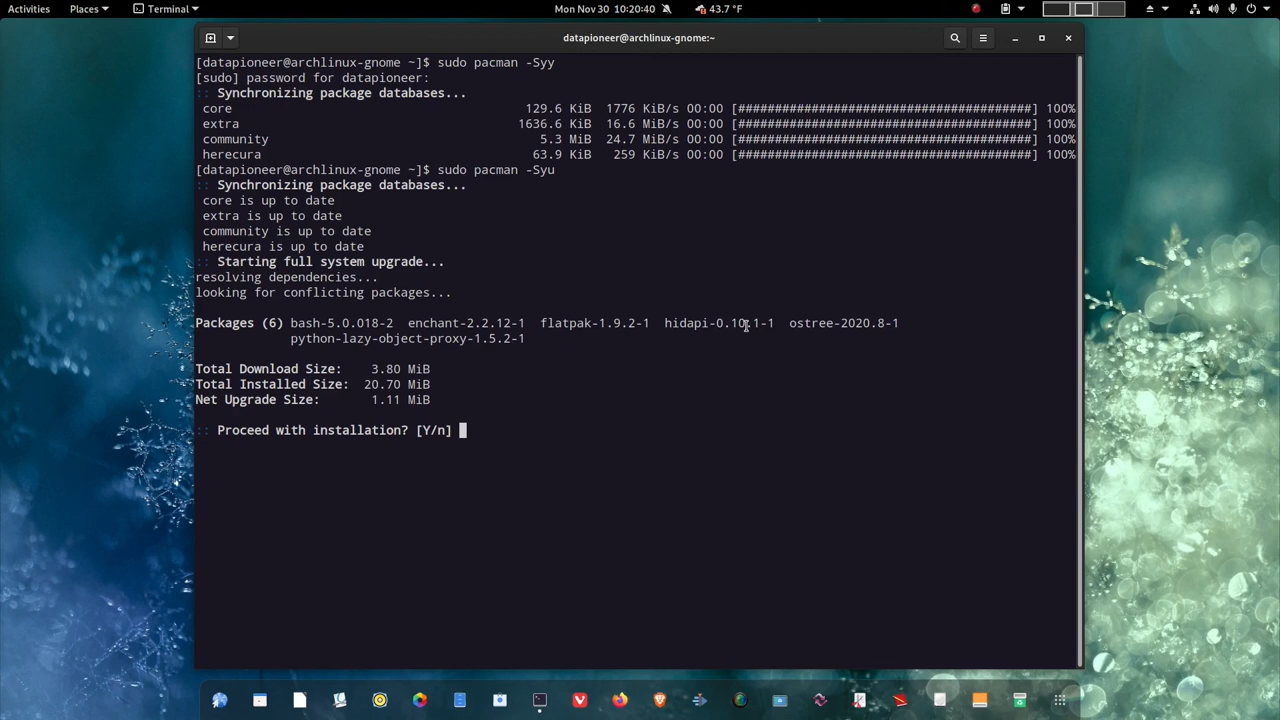 Activities Places Terminal Mon Nov 30 10:20:40 43.7 °F
datapioneer@archlinux-gnome:~
[datapioneer@archlinux-gnome ~]$ sudo pacman -Syy
[sudo] password for datapioneer:
:: Synchronizing package databases...
core 129.6 KiB 1776 KiB/s 00:00 [########################################] 100%
extra 1636.6 KiB 16.6 MiB/s 00:00 [########################################] 100%
community 5.3 MiB 24.7 MiB/s 00:00 [########################################] 100%
herecura 63.9 KiB 259 KiB/s 00:00 [########################################] 100%
[datapioneer@archlinux-gnome ~]$ sudo pacman -Syu
:: Synchronizing package databases...
core is up to date
extra is up to date
community is up to date
herecura is up to date
:: Starting full system upgrade...
resolving dependencies...
looking for conflicting packages...
Packages (6) bash-5.0.018-2 enchant-2.2.12-1 flatpak-1.9.2-1 hidapi-0.10.1-1 ostree-2020.8-1
python-lazy-object-proxy-1.5.2-1
Total Download Size: 3.80 MiB
Total Installed Size: 20.70 MiB
Net Upgrade Size: 1.11 MiB
:: Proceed with installation? [Y/n]